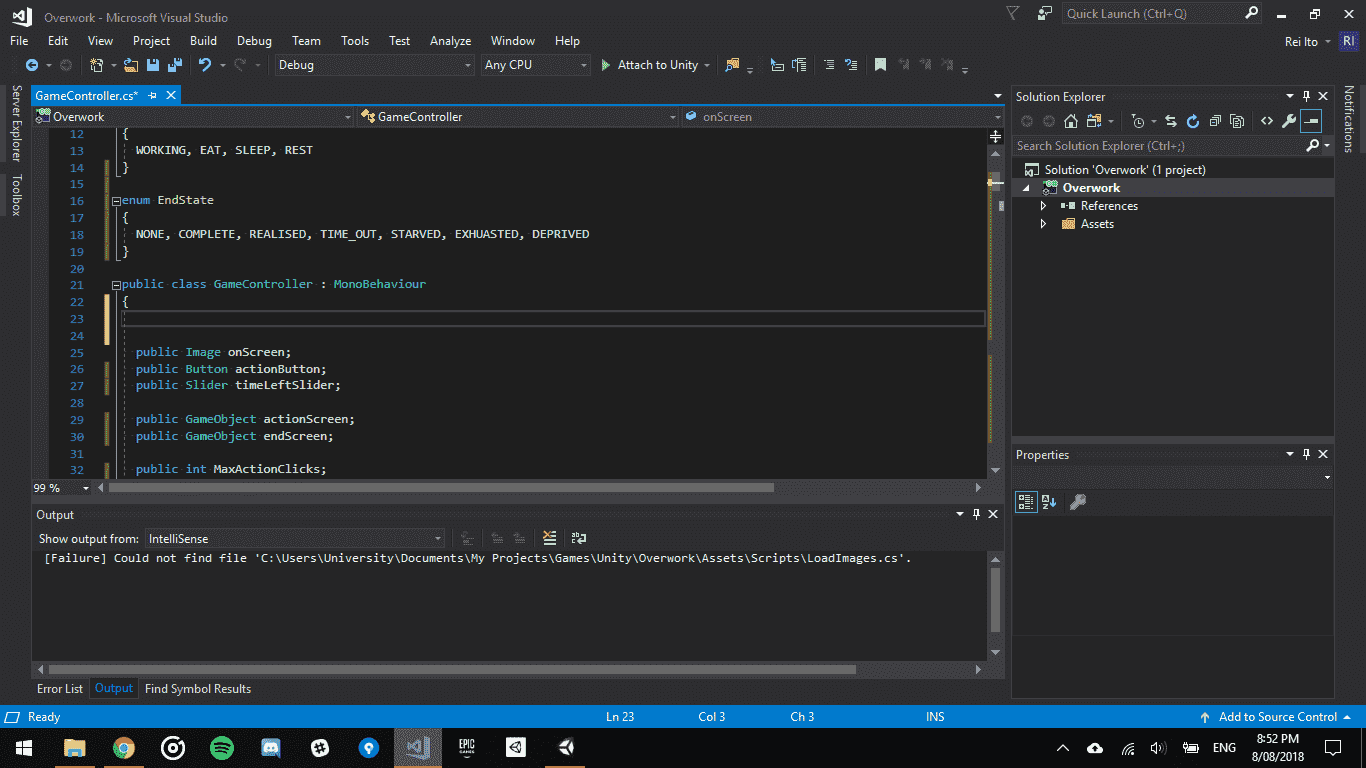 Overwork - Microsoft Visual Studio
Quick Launch (Ctrl+Q)
File Edit View Project Build Debug Team Tools Test Analyze Window Help
Rei Ito RI
Debug Any CPU Attach to Unity
Server Explorer
Toolbox
GameController.cs*
Overwork GameController onScreen
12 {
13 WORKING, EAT, SLEEP, REST
14 }
15
16 enum EndState
17 {
18 NONE, COMPLETE, REALISED, TIME_OUT, STARVED, EXHUASTED, DEPRIVED
19 }
20
21 public class GameController : MonoBehaviour
22 {
23
24
25 public Image onScreen;
26 public Button actionButton;
27 public Slider timeLeftSlider;
28
29 public GameObject actionScreen;
30 public GameObject endScreen;
31
32 public int MaxActionClicks;
99 %
Output
Show output from: IntelliSense
[Failure] Could not find file 'C:\Users\University\Documents\My Projects\Games\Unity\Overwork\Assets\Scripts\LoadImages.cs'.
Error List Output Find Symbol Results
Solution Explorer
Search Solution Explorer (Ctrl+;)
Solution 'Overwork' (1 project)
Overwork
References
Assets
Properties
Notifications
Ready Ln 23 Col 3 Ch 3 INS Add to Source Control
EPIC
GAMES
ENG
8:52 PM
8/08/2018